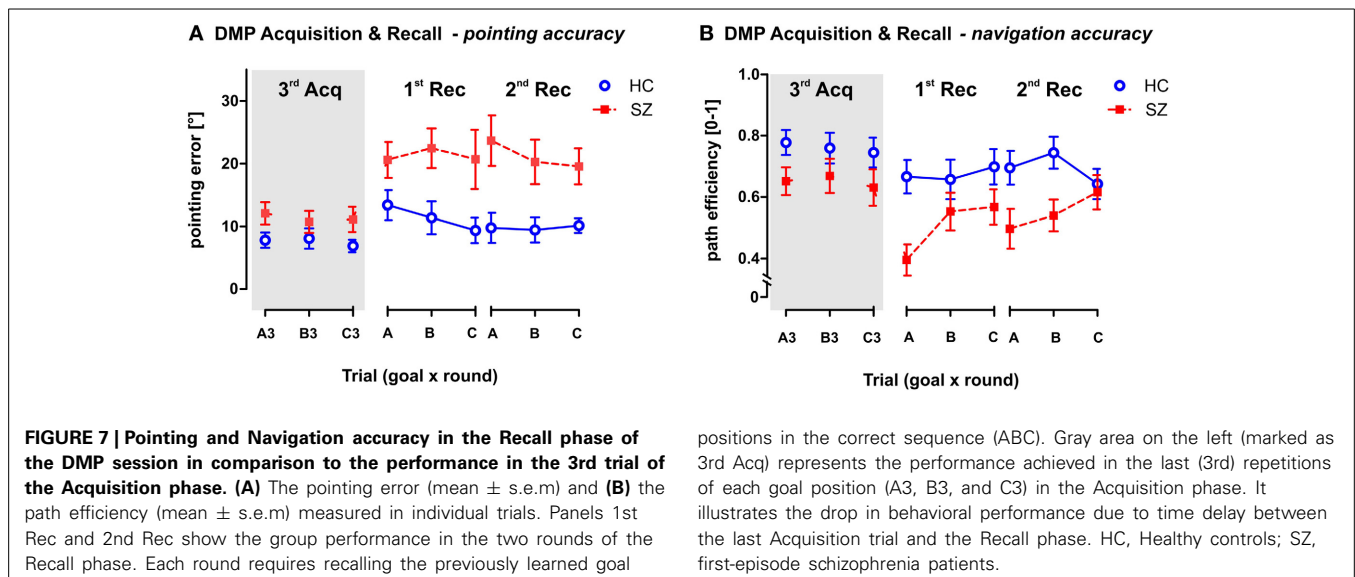 A DMP Acquisition & Recall - pointing accuracy
3rd Acq
1st Rec
2nd Rec
HC
SZ
pointing error [°]
30
20
10
0
A3 B3 C3 A B C A B C
Trial (goal x round)
B DMP Acquisition & Recall - navigation accuracy
3rd Acq
1st Rec
2nd Rec
HC
SZ
path efficiency [0-1]
1.0
0.8
0.6
0.4
0
A3 B3 C3 A B C A B C
Trial (goal x round)
FIGURE 7 | Pointing and Navigation accuracy in the Recall phase of
the DMP session in comparison to the performance in the 3rd trial of
the Acquisition phase. (A) The pointing error (mean ± s.e.m) and (B) the
path efficiency (mean ± s.e.m) measured in individual trials. Panels 1st
Rec and 2nd Rec show the group performance in the two rounds of the
Recall phase. Each round requires recalling the previously learned goal
positions in the correct sequence (ABC). Gray area on the left (marked as
3rd Acq) represents the performance achieved in the last (3rd) repetitions
of each goal position (A3, B3, and C3) in the Acquisition phase. It
illustrates the drop in behavioral performance due to time delay between
the last Acquisition trial and the Recall phase. HC, Healthy controls; SZ,
first-episode schizophrenia patients.